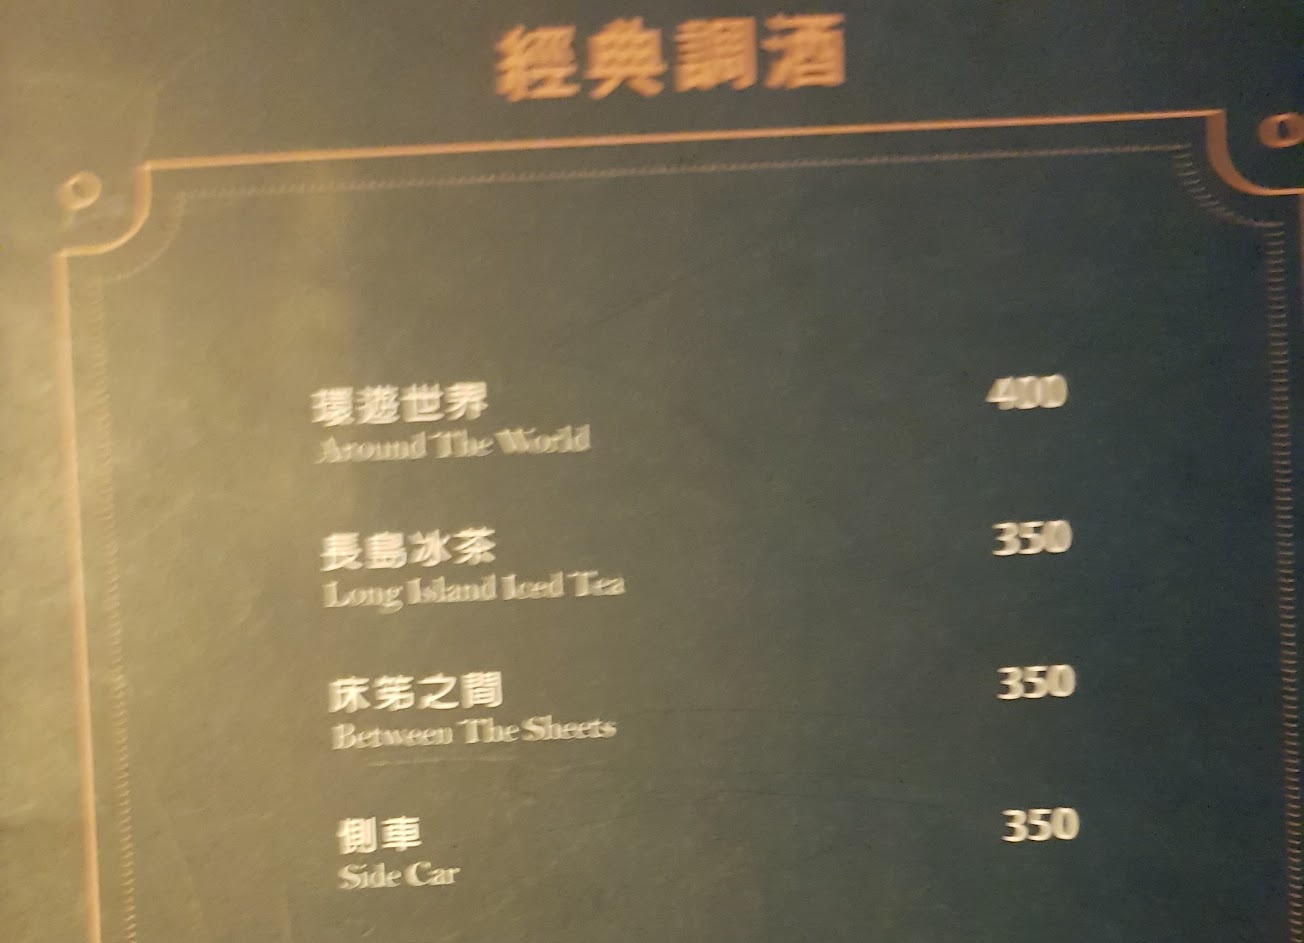 經典調酒
環遊世界 400
Around The World
長島冰茶 350
Long Island Iced Tea
床笫之間 350
Between The Sheets
側車 350
Side Car